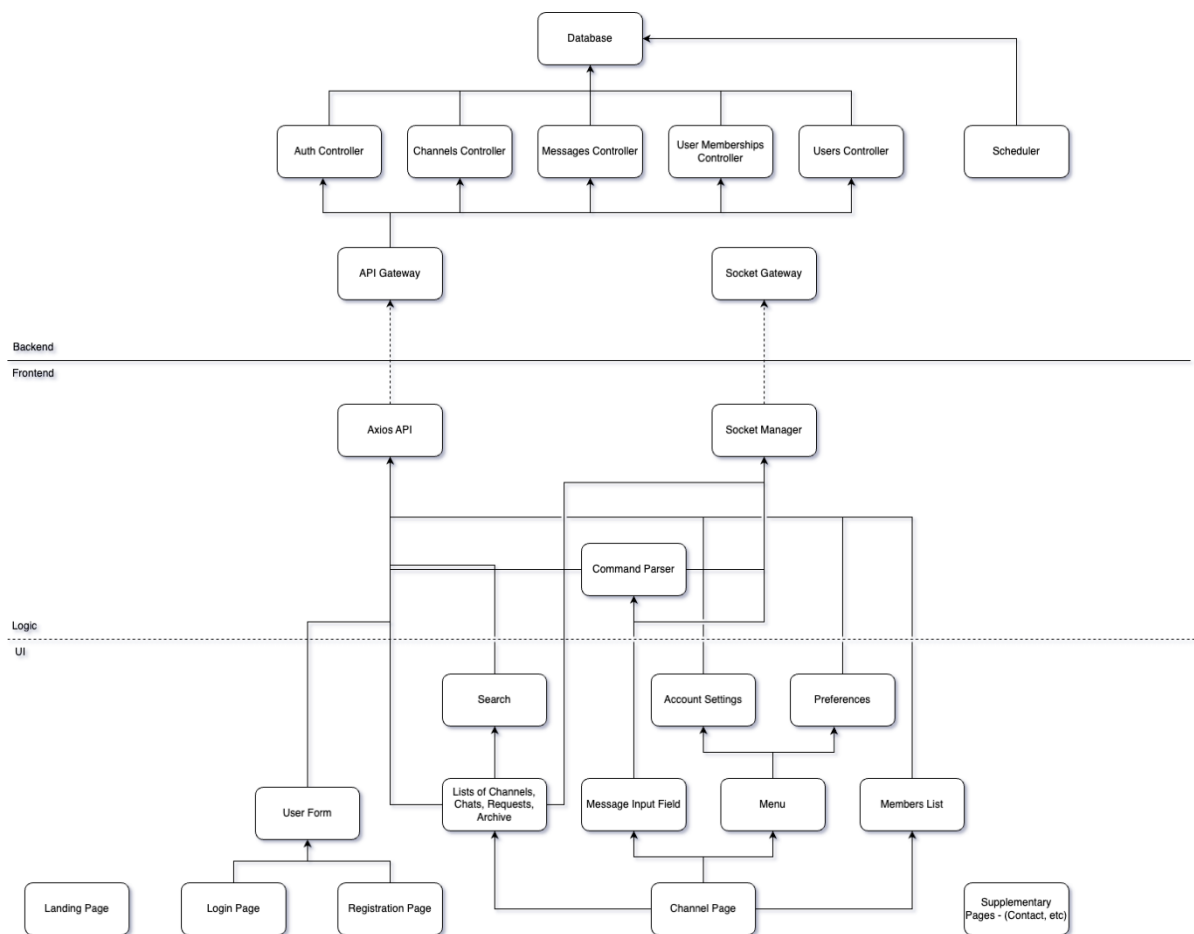 Database
Auth Controller
Channels Controller
Messages Controller
User Memberships
Controller
Users Controller
Scheduler
API Gateway
Socket Gateway
Backend
Frontend
Axios API
Socket Manager
Command Parser
Logic
UI
Search
Account Settings
Preferences
User Form
Lists of Channels,
Chats, Requests,
Archive
Message Input Field
Menu
Members List
Landing Page
Login Page
Registration Page
Channel Page
Supplementary
Pages - (Contact, etc)